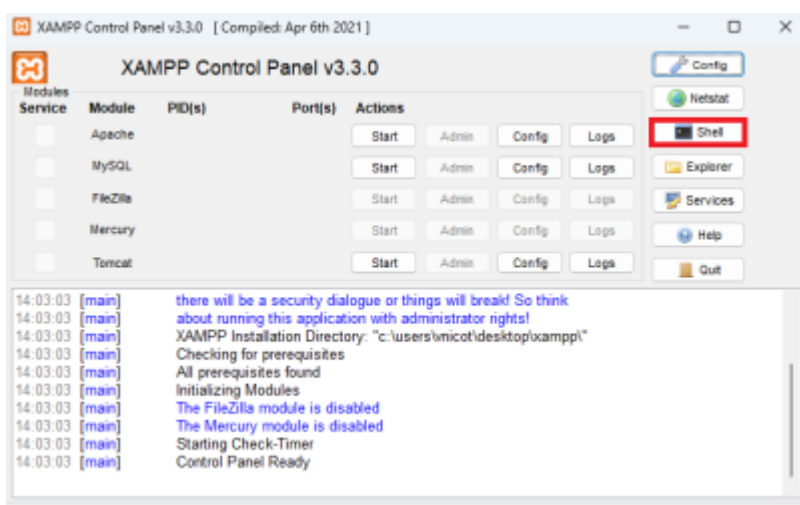 XAMPP Control Panel v3.3.0 [ Compiled: Apr 6th 2021 ]
XAMPP Control Panel v3.3.0
Config
Netstat
Shell
Explorer
Services
Help
Quit
Modules
Service Module PID(s) Port(s) Actions
Apache Start Admin Config Logs
MySQL Start Admin Config Logs
FileZilla Start Admin Config Logs
Mercury Start Admin Config Logs
Tomcat Start Admin Config Logs
14:03:03 [main] there will be a security dialogue or things will break! So think
14:03:03 [main] about running this application with administrator rights!
14:03:03 [main] XAMPP Installation Directory: "c:\users\vnicot\desktop\xampp\"
14:03:03 [main] Checking for prerequisites
14:03:03 [main] All prerequisites found
14:03:03 [main] Initializing Modules
14:03:03 [main] The FileZilla module is disabled
14:03:03 [main] The Mercury module is disabled
14:03:03 [main] Starting Check-Timer
14:03:03 [main] Control Panel Ready